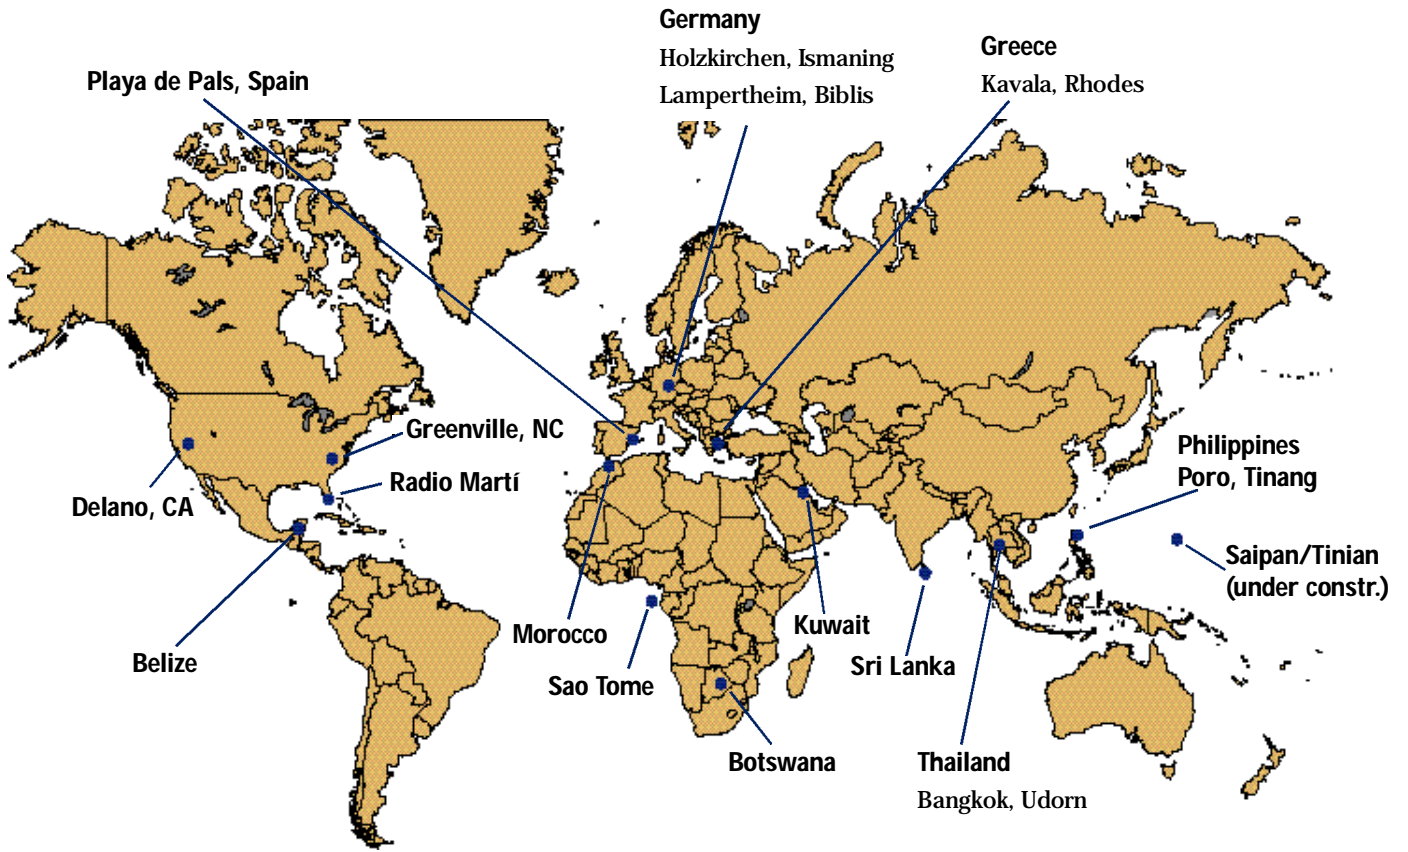 Germany
Holzkirchen, Ismaning
Lampertheim, Biblis
Greece
Kavala, Rhodes
Playa de Pals, Spain
Greenville, NC
Radio Martí
Delano, CA
Belize
Morocco
Sao Tome
Botswana
Kuwait
Sri Lanka
Thailand
Bangkok, Udorn
Philippines
Poro, Tinang
Saipan/Tinian
(under constr.)